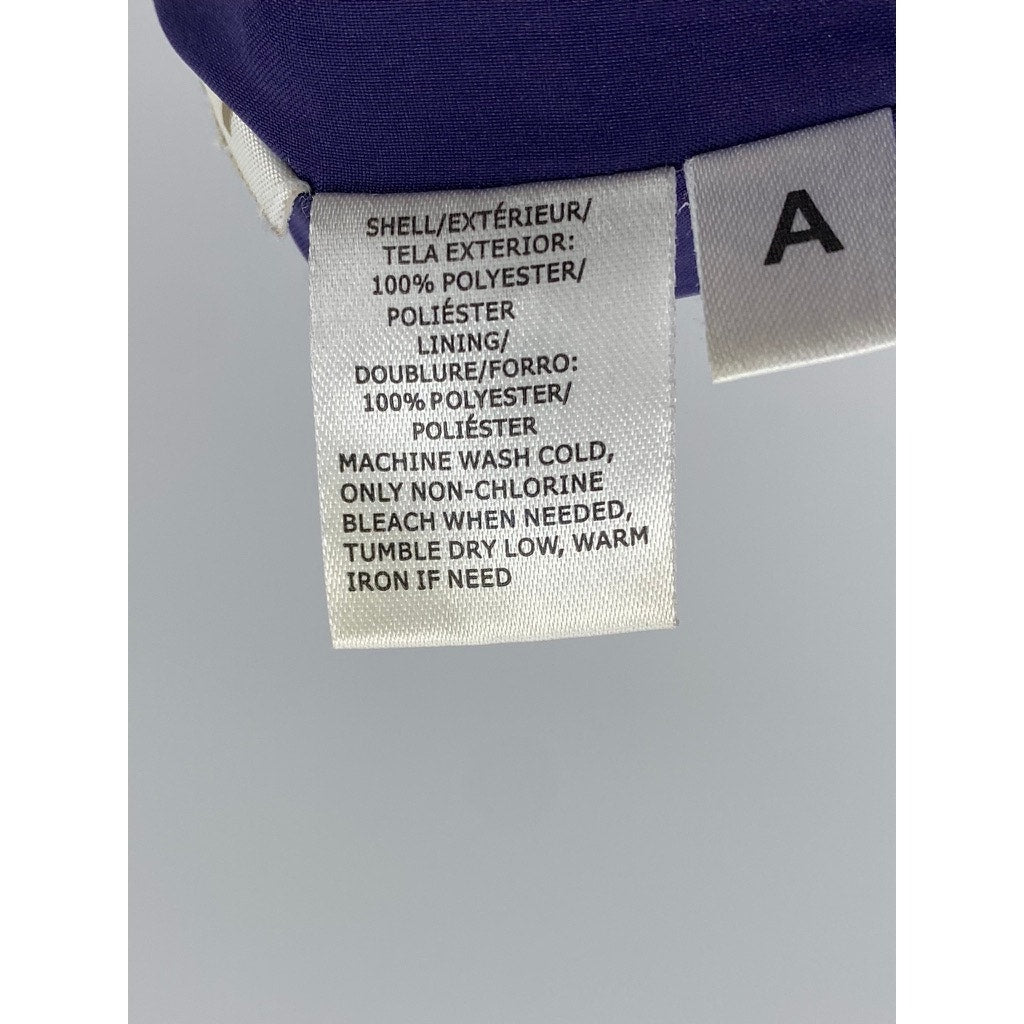 SHELL/EXTÉRIEUR/
TELA EXTERIOR:
100% POLYESTER/
POLIÉSTER
LINING/
DOUBLURE/FORRO:
100% POLYESTER/
POLIÉSTER
MACHINE WASH COLD,
ONLY NON-CHLORINE
BLEACH WHEN NEEDED,
TUMBLE DRY LOW, WARM
IRON IF NEED
A